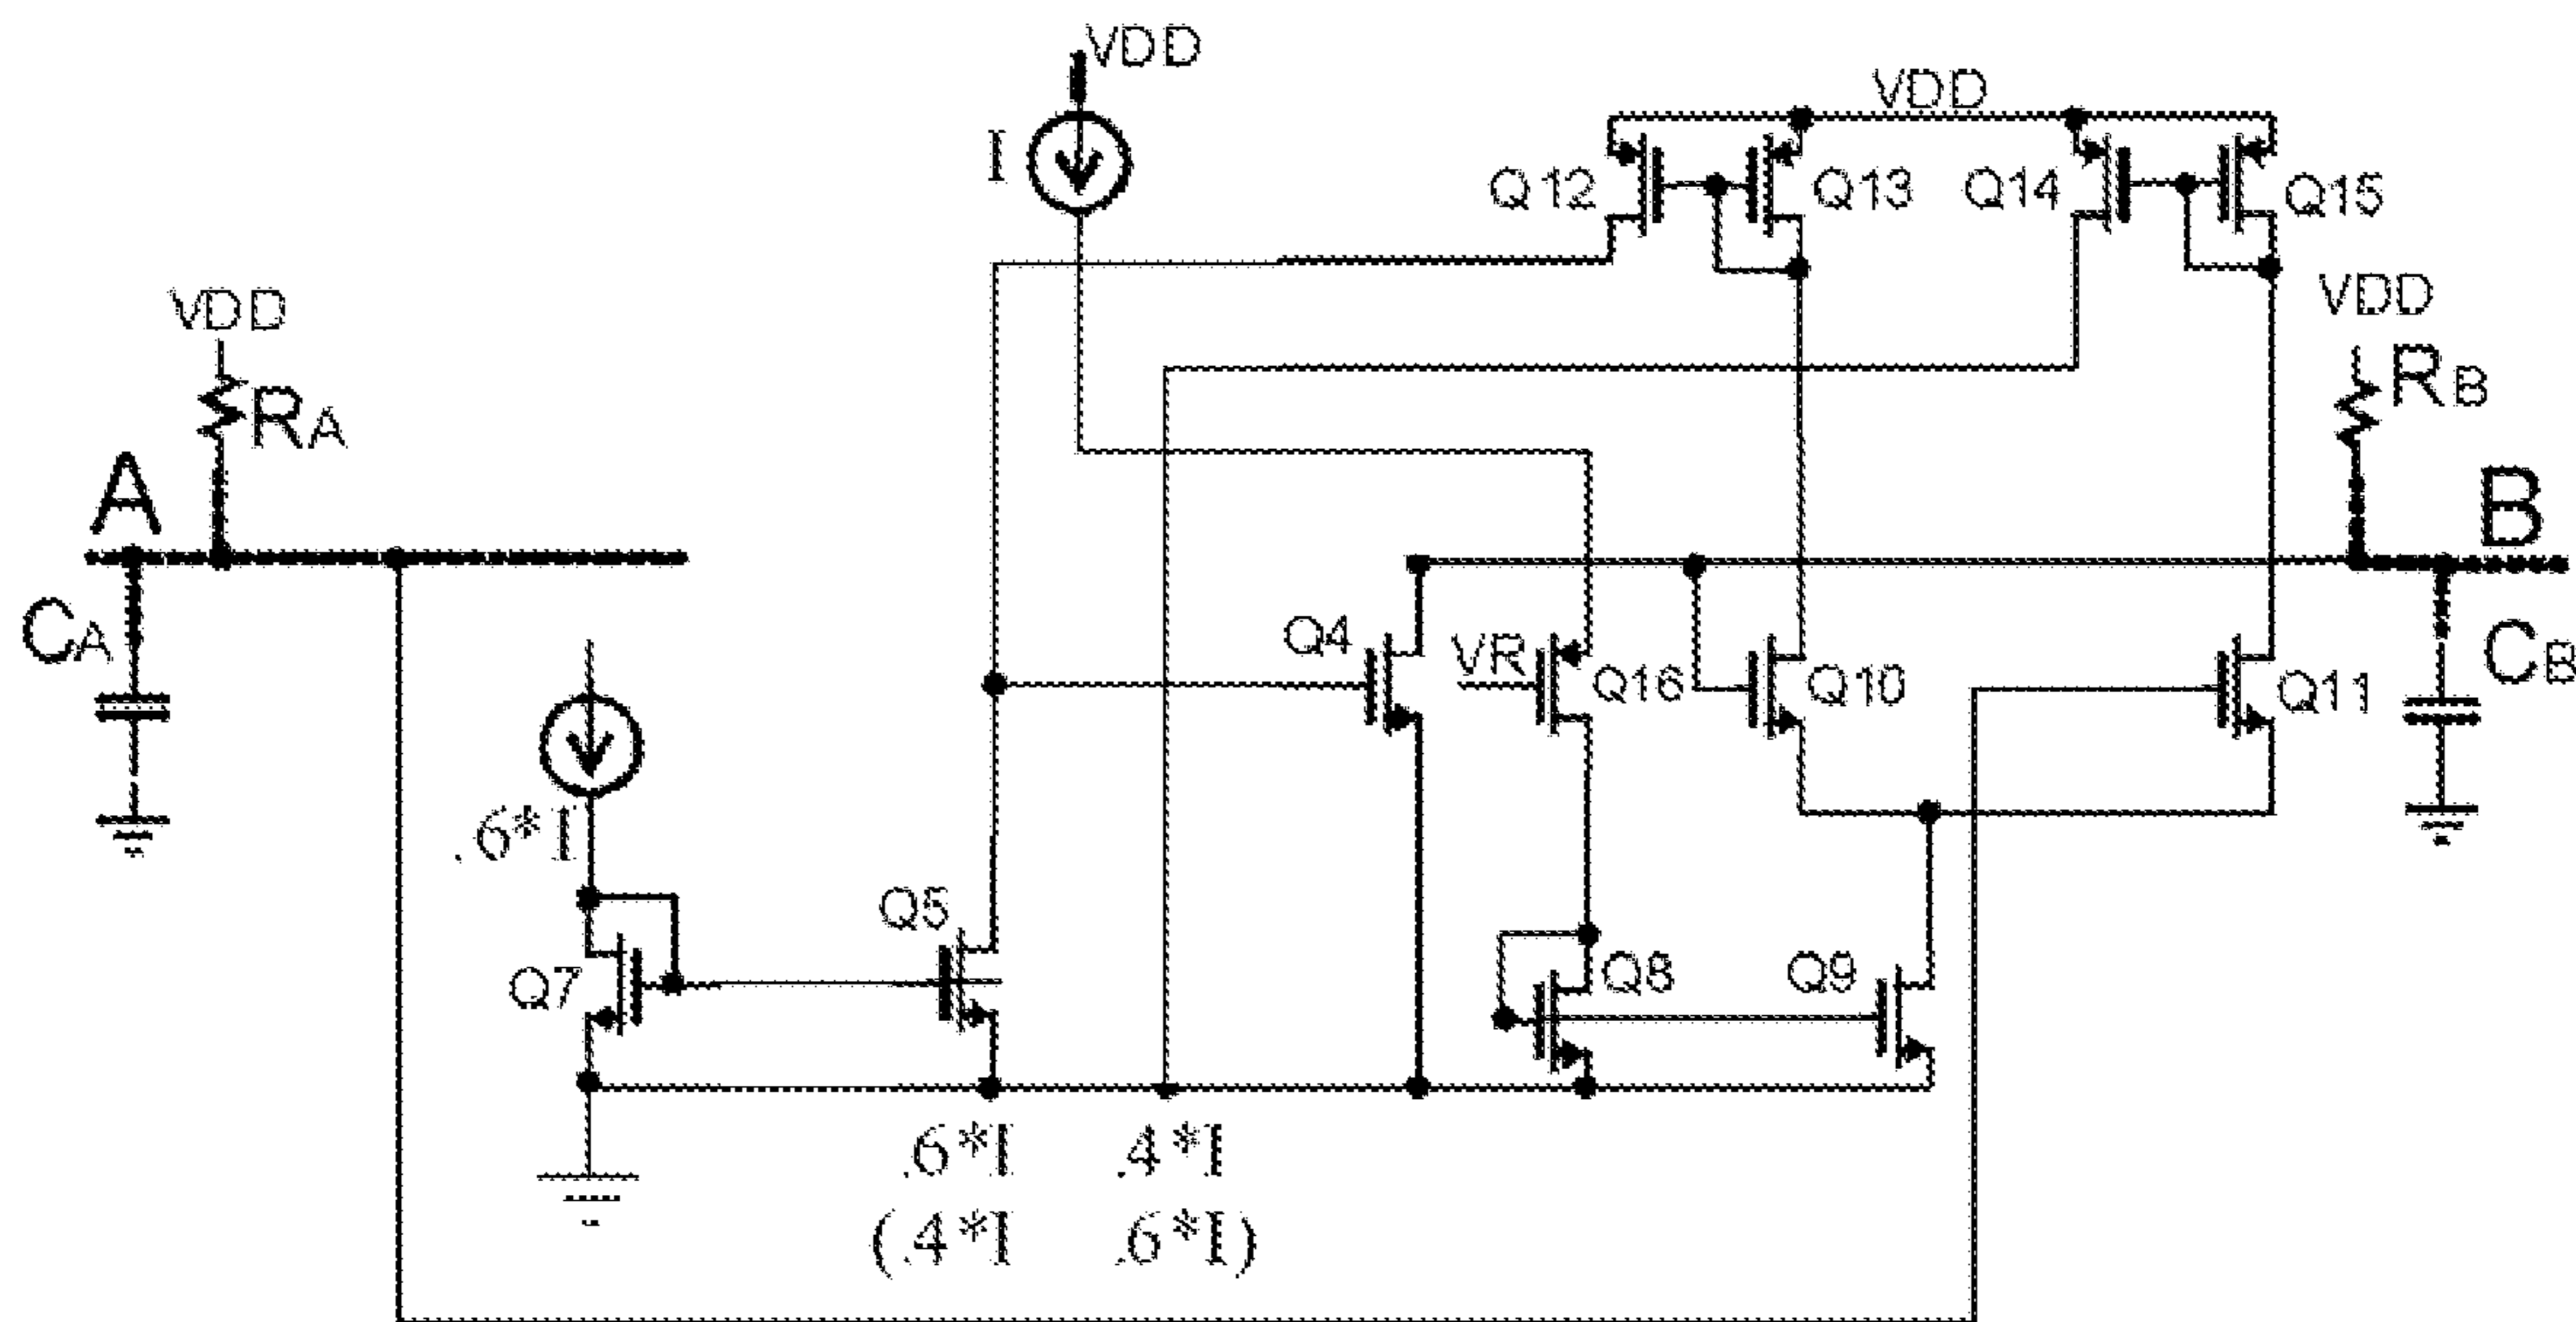 VDD
I
VDD
Q12
Q13
Q14
Q15
VDD
RA
VDD
RB
A
B
CA
Q4
VR
Q16
Q10
Q11
CB
.6*I
Q5
Q7
Q8
Q9
.6*I .4*I
(.4*I .6*I)